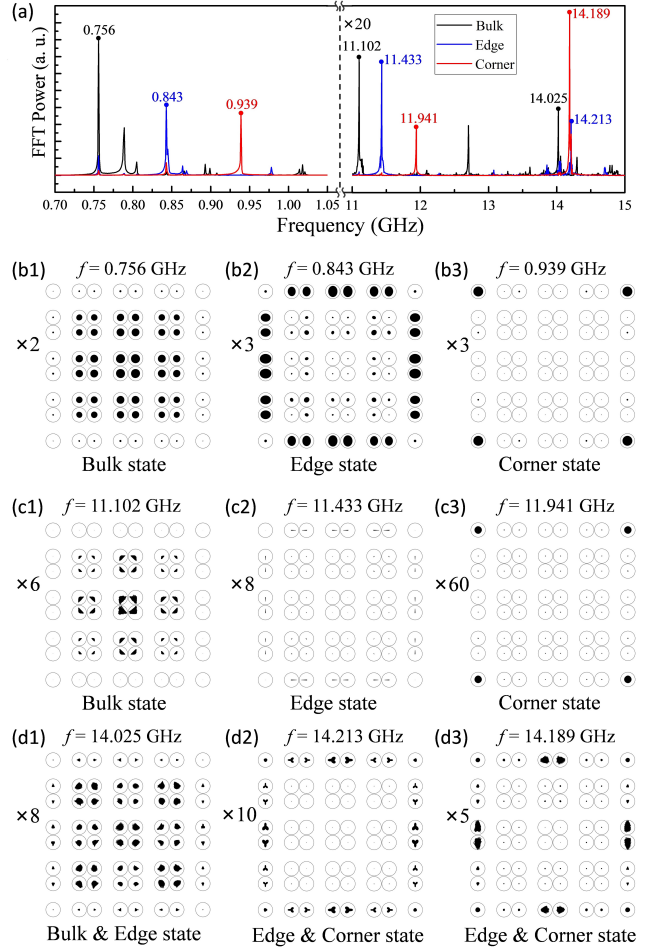 (a)
FFT Power (a. u.)
0.756
0.843
0.939
×20
11.102
11.433
11.941
14.025
14.189
14.213
Bulk
Edge
Corner
0.70 0.75 0.80 0.85 0.90 0.95 1.00 1.05 11 12 13 14 15
Frequency (GHz)
(b1) f = 0.756 GHz
×2
Bulk state
(b2) f = 0.843 GHz
×3
Edge state
(b3) f = 0.939 GHz
×3
Corner state
(c1) f = 11.102 GHz
×6
Bulk state
(c2) f = 11.433 GHz
×8
Edge state
(c3) f = 11.941 GHz
×60
Corner state
(d1) f = 14.025 GHz
×8
Bulk & Edge state
(d2) f = 14.213 GHz
×10
Edge & Corner state
(d3) f = 14.189 GHz
×5
Edge & Corner state